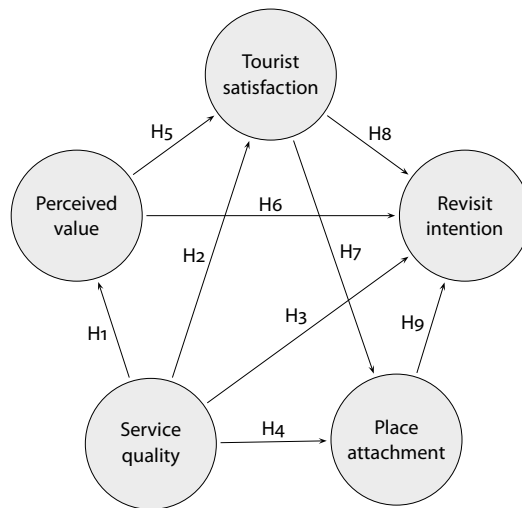 Tourist
satisfaction
H5
H8
Perceived
value
H6
Revisit
intention
H2
H7
H3
H1
H9
Service
quality
H4
Place
attachment